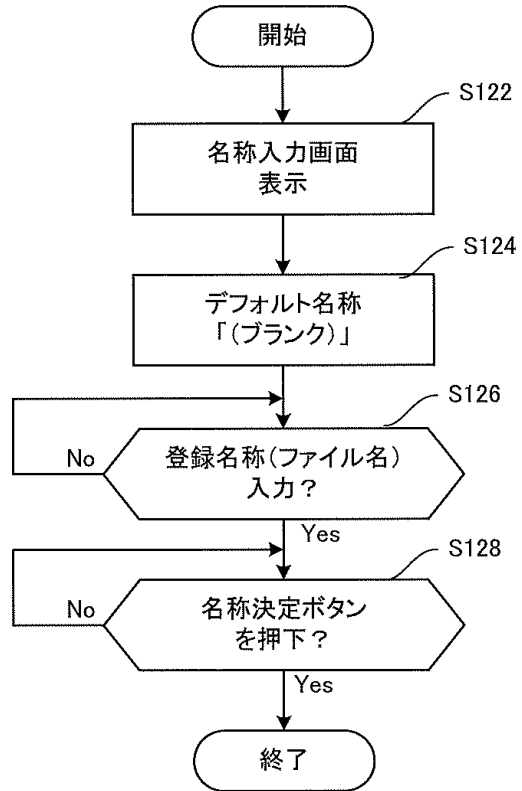 開始
S122
名称入力画面
表示
S124
デフォルト名称
「(ブランク)」
S126
No
登録名称(ファイル名)
入力?
Yes
S128
No
名称決定ボタン
を押下?
Yes
終了